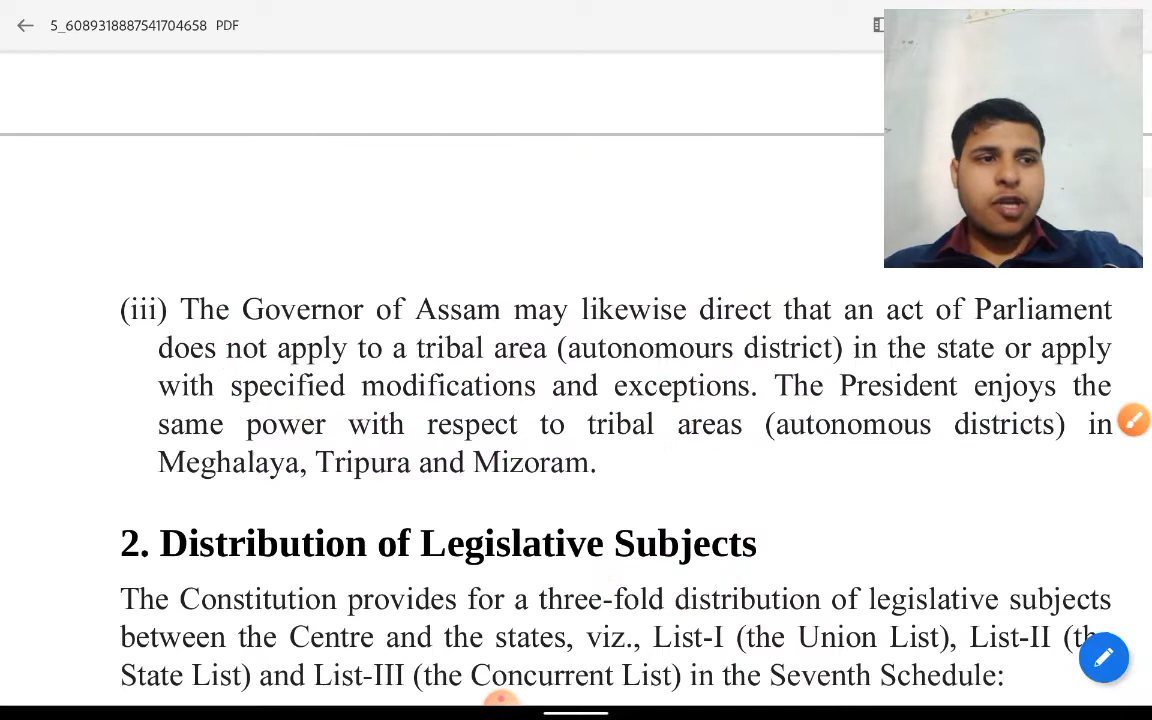 5_6089318887541704658 PDF
(iii) The Governor of Assam may likewise direct that an act of Parliament
does not apply to a tribal area (autonomours district) in the state or apply
with specified modifications and exceptions. The President enjoys the
same power with respect to tribal areas (autonomous districts) in
Meghalaya, Tripura and Mizoram.
2. Distribution of Legislative Subjects
The Constitution provides for a three-fold distribution of legislative subjects
between the Centre and the states, viz., List-I (the Union List), List-II (the
State List) and List-III (the Concurrent List) in the Seventh Schedule: